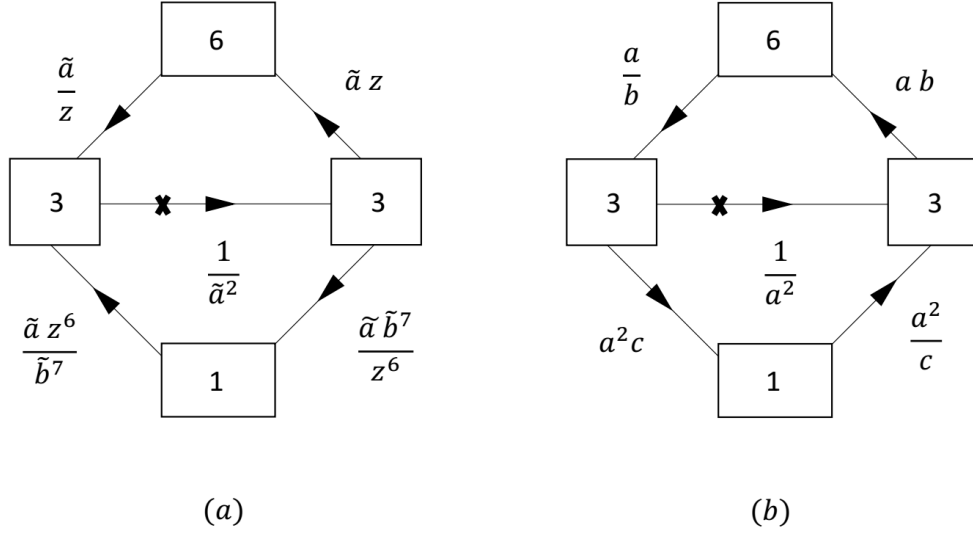 6
ã/z
ã z
3
3
1/ã²
ã z⁶/b̃⁷
ã b̃⁷/z⁶
1
(a)
6
a/b
a b
3
3
1/a²
a²c
a²/c
1
(b)